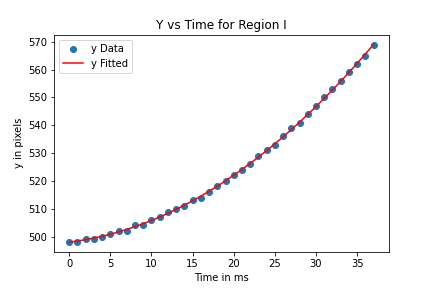 Y vs Time for Region I
y Data
y Fitted
y in pixels
570
560
550
540
530
520
510
500
0 5 10 15 20 25 30 35
Time in ms